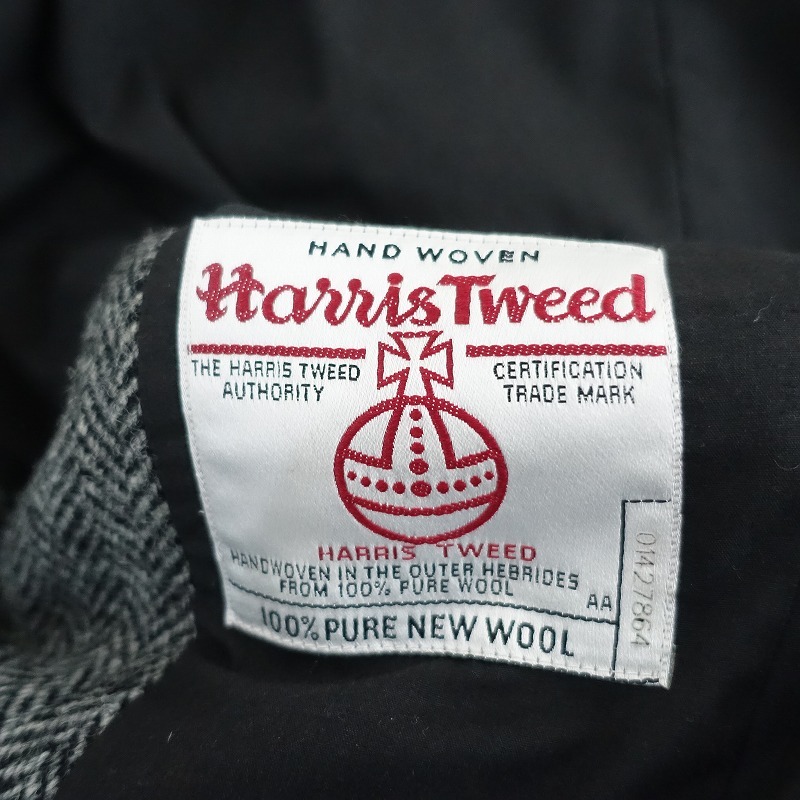 HAND WOVEN
Harris Tweed
THE HARRIS TWEED
AUTHORITY
CERTIFICATION
TRADE MARK
HARRIS TWEED
HANDWOVEN IN THE OUTER HEBRIDES
FROM 100% PURE WOOL
AA
01427864
100% PURE NEW WOOL